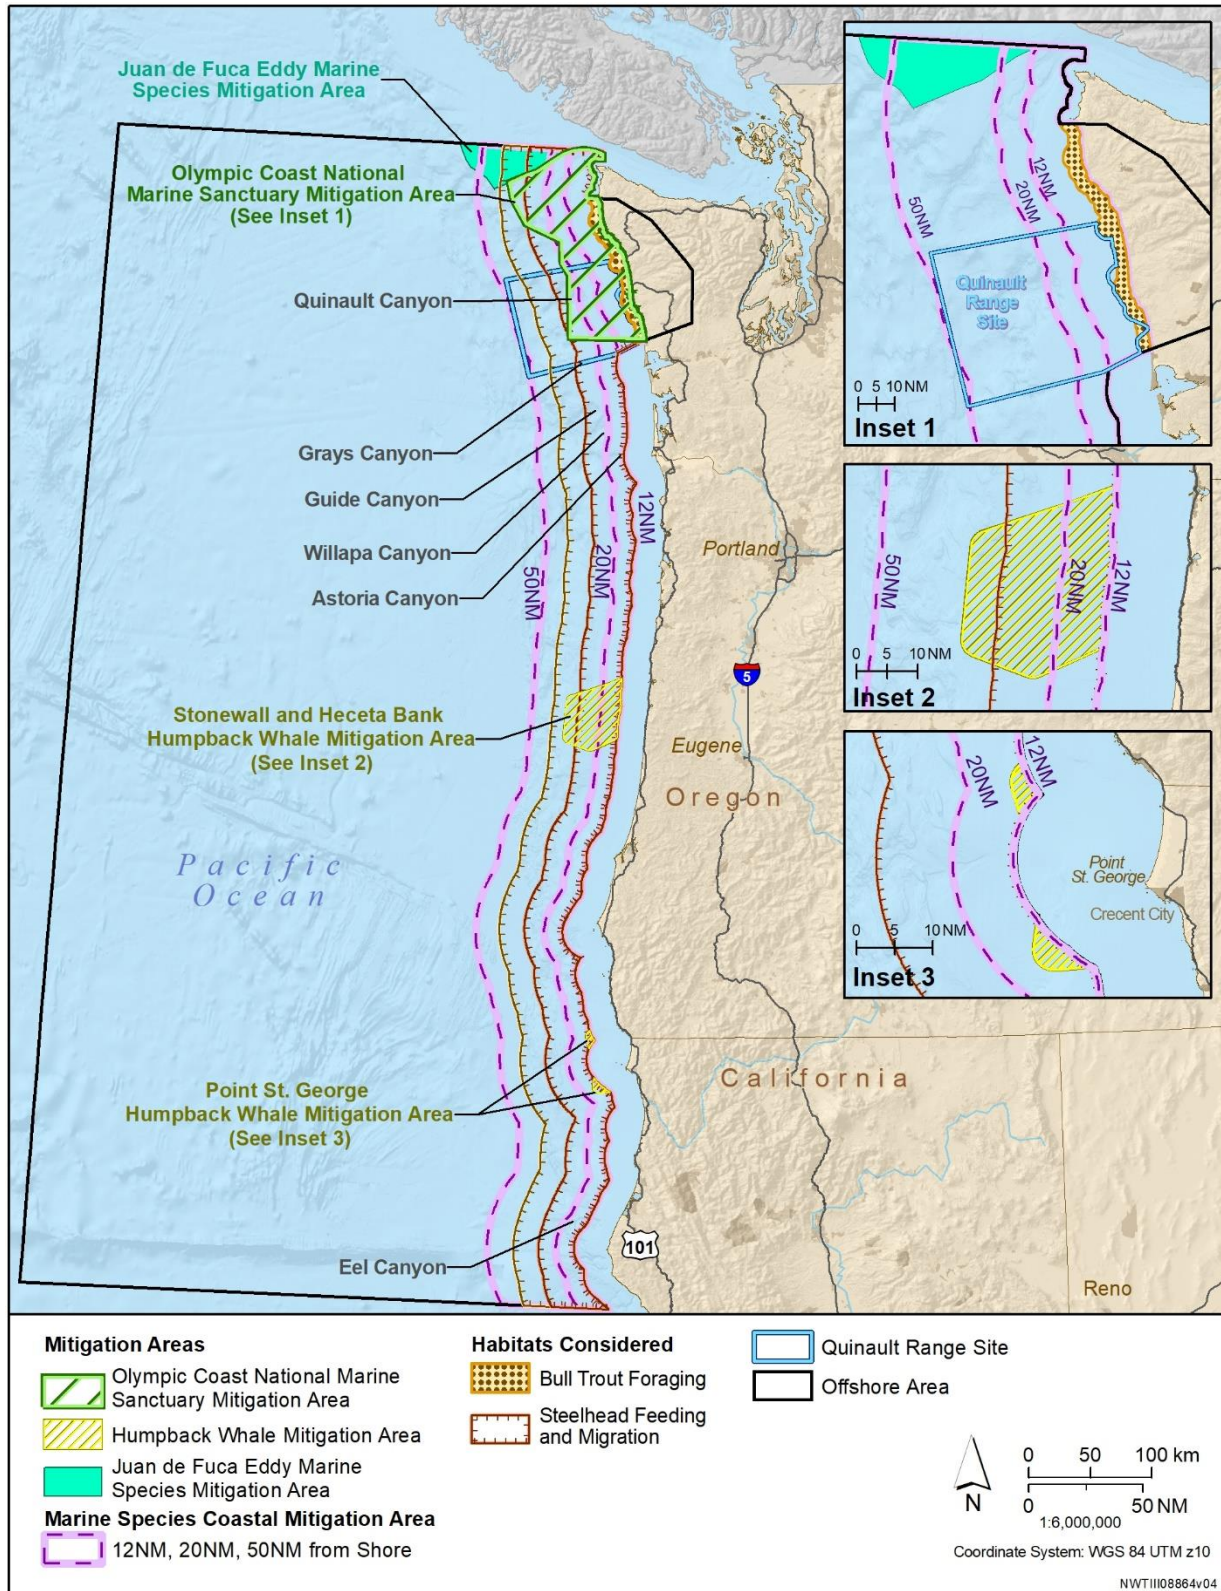 Juan de Fuca Eddy Marine
Species Mitigation Area
Olympic Coast National
Marine Sanctuary Mitigation Area
(See Inset 1)
Quinault Canyon
Grays Canyon
Guide Canyon
Willapa Canyon
Astoria Canyon
50NM
20NM
12NM
Portland
5
Stonewall and Heceta Bank
Humpback Whale Mitigation Area
(See Inset 2)
Eugene
Oregon
Pacific
Ocean
Point St. George
Humpback Whale Mitigation Area
(See Inset 3)
California
Eel Canyon
101
Reno
50NM
20NM
12NM
Quinault
Range
Site
0 5 10 NM
Inset 1
50NM
20NM
12NM
0 5 10 NM
Inset 2
20NM
12NM
Point
St. George
Crecent City
0 5 10 NM
Inset 3
Mitigation Areas
Olympic Coast National Marine
Sanctuary Mitigation Area
Humpback Whale Mitigation Area
Juan de Fuca Eddy Marine
Species Mitigation Area
Marine Species Coastal Mitigation Area
12NM, 20NM, 50NM from Shore
Habitats Considered
Bull Trout Foraging
Steelhead Feeding
and Migration
Quinault Range Site
Offshore Area
N
0 50 100 km
0 50 NM
1:6,000,000
Coordinate System: WGS 84 UTM z10
NWTIII08864v04